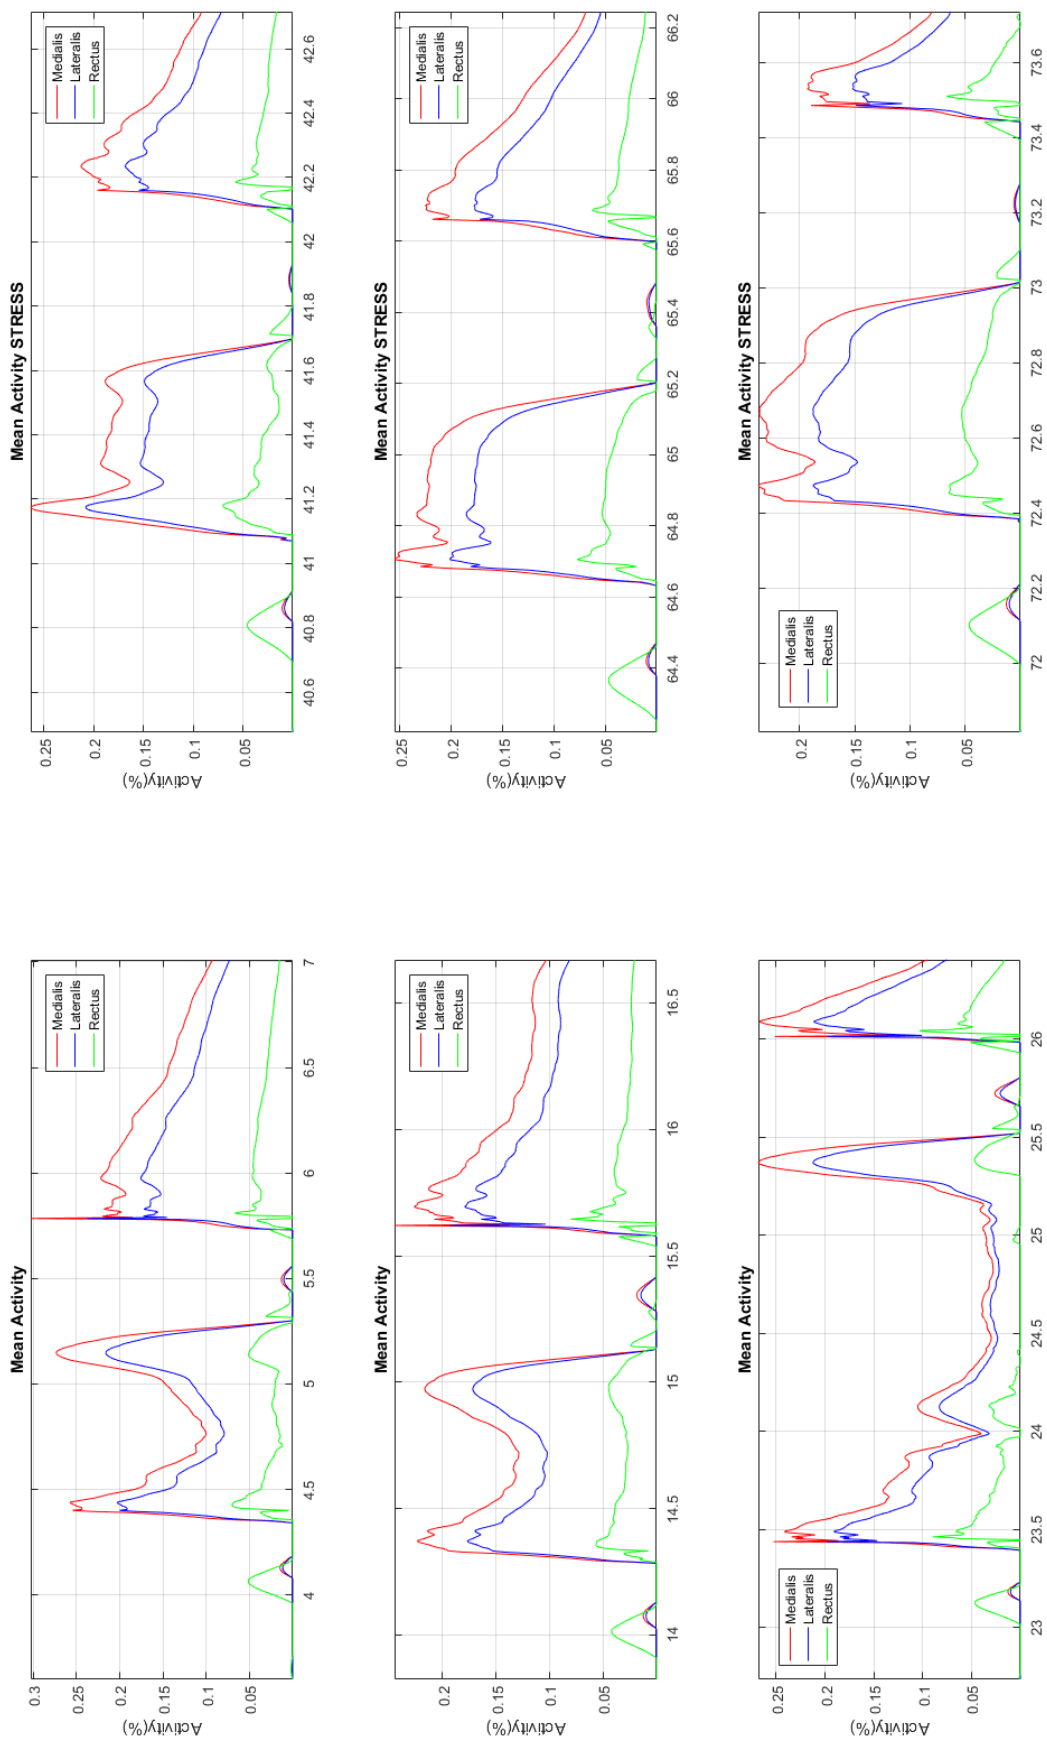 Mean Activity
Activity(%)
0.3
0.25
0.2
0.15
0.1
0.05
4 4.5 5 5.5 6 6.5 7
Medialis
Lateralis
Rectus
Mean Activity STRESS
Activity(%)
0.25
0.2
0.15
0.1
0.05
40.6 40.8 41 41.2 41.4 41.6 41.8 42 42.2 42.4 42.6
Medialis
Lateralis
Rectus
Mean Activity
Activity(%)
0.2
0.15
0.1
0.05
14 14.5 15 15.5 16 16.5
Medialis
Lateralis
Rectus
Mean Activity STRESS
Activity(%)
0.25
0.2
0.15
0.1
0.05
64.4 64.6 64.8 65 65.2 65.4 65.6 65.8 66 66.2
Medialis
Lateralis
Rectus
Mean Activity
Activity(%)
0.25
0.2
0.15
0.1
0.05
23 23.5 24 24.5 25 25.5 26
Medialis
Lateralis
Rectus
Mean Activity STRESS
Activity(%)
0.2
0.15
0.1
0.05
72 72.2 72.4 72.6 72.8 73 73.2 73.4 73.6
Medialis
Lateralis
Rectus